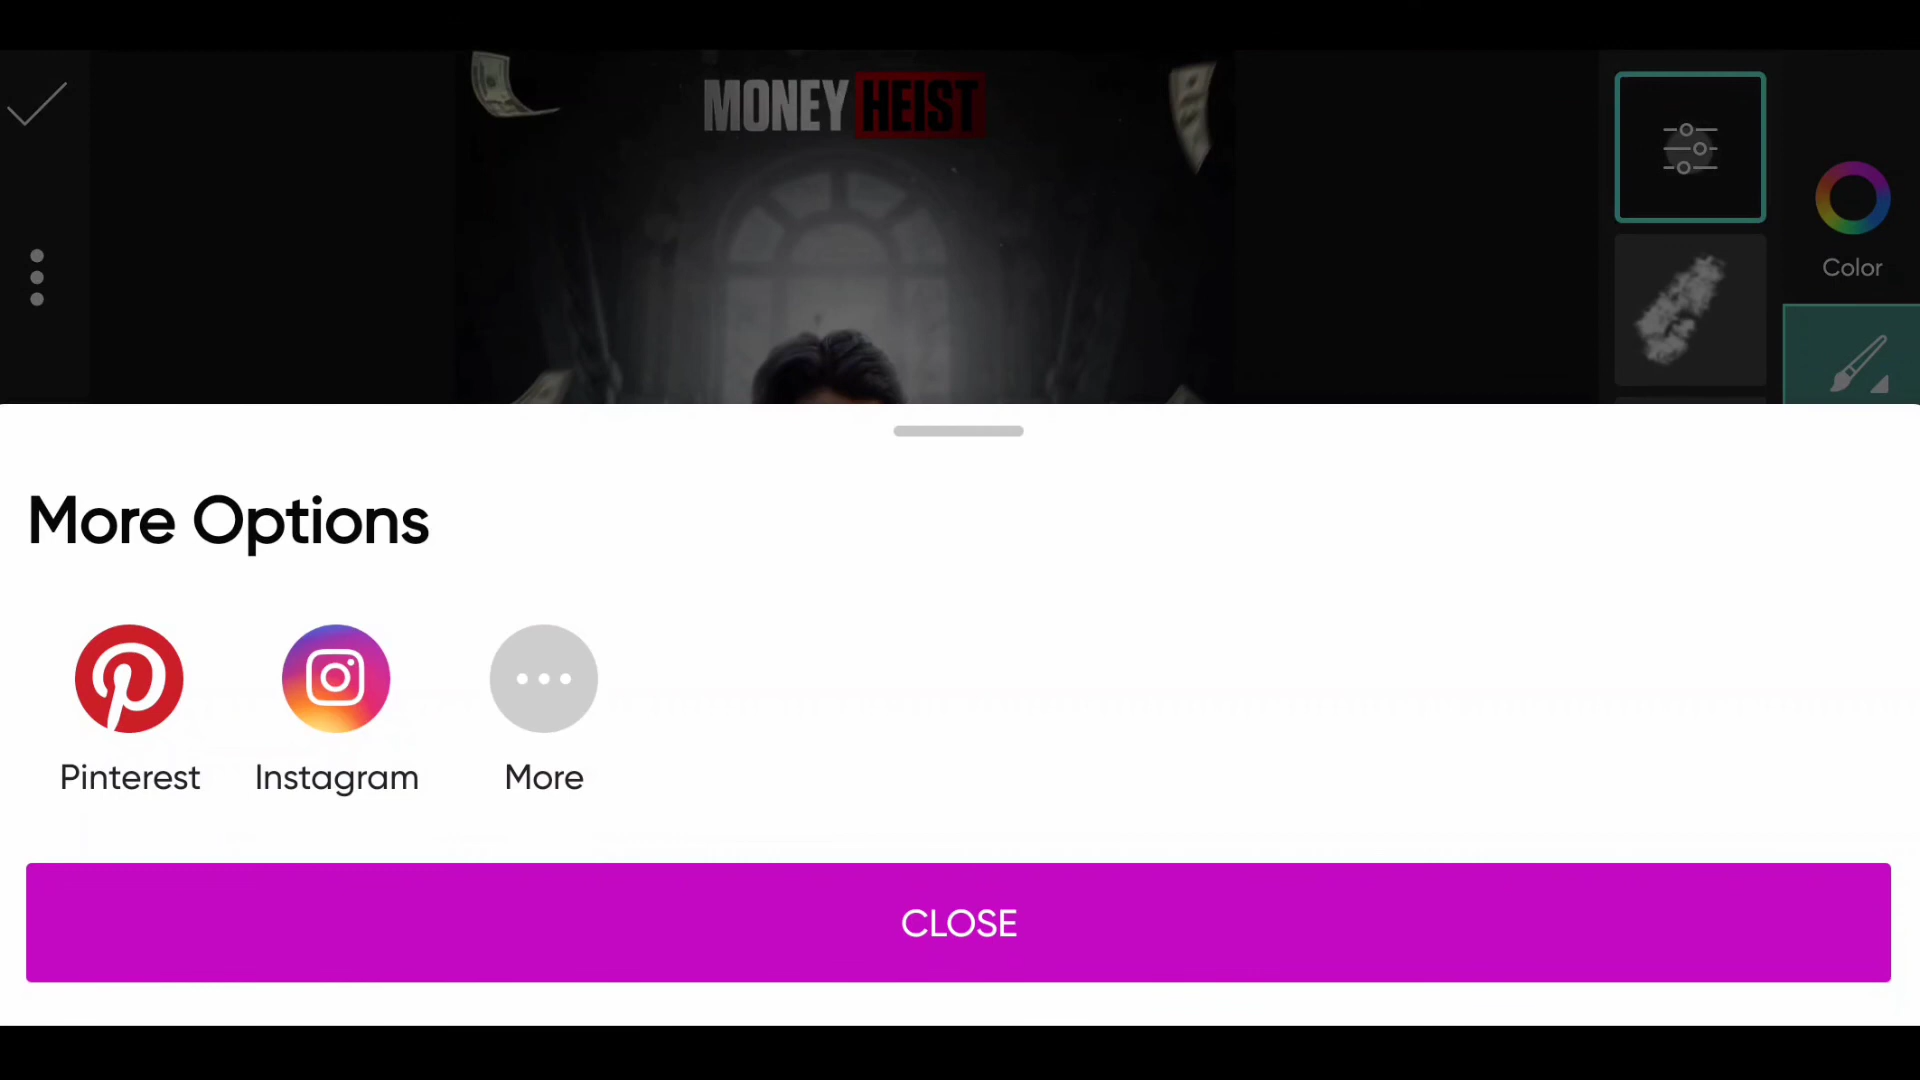 MONEY HEIST
Color
More Options
Pinterest
Instagram
More
CLOSE